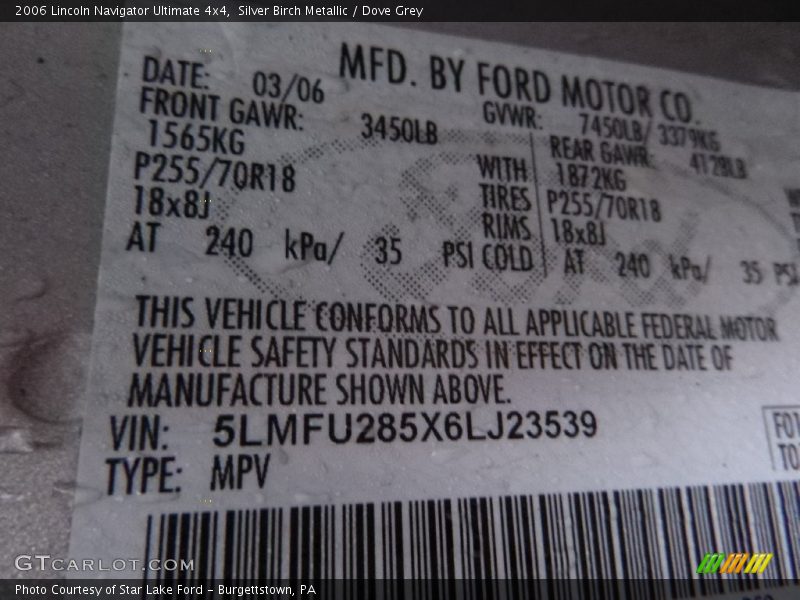 2006 Lincoln Navigator Ultimate 4x4,  Silver Birch Metallic / Dove Grey
MFD. BY FORD MOTOR CO.
DATE: 03/06 GVWR: 7450LB/ 3379KG
FRONT GAWR: 3450LB REAR GAWR: 4128LB
1565KG WITH 1872KG
P255/70R18 TIRES P255/70R18
18x8J RIMS 18x8J
AT 240 kPa/ 35 PSI COLD AT 240 kPa/ 35 PSI
THIS VEHICLE CONFORMS TO ALL APPLICABLE FEDERAL MOTOR
VEHICLE SAFETY STANDARDS IN EFFECT ON THE DATE OF
MANUFACTURE SHOWN ABOVE.
VIN: 5LMFU285X6LJ23539
TYPE: MPV
GTCARLOT.COM
Photo Courtesy of Star Lake Ford - Burgettstown, PA